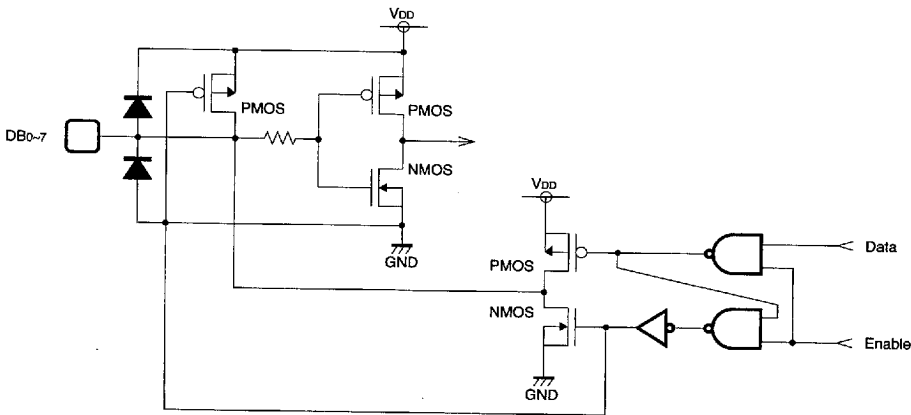 VDD
PMOS
PMOS
DB0~7
NMOS
VDD
GND
Data
PMOS
NMOS
Enable
GND